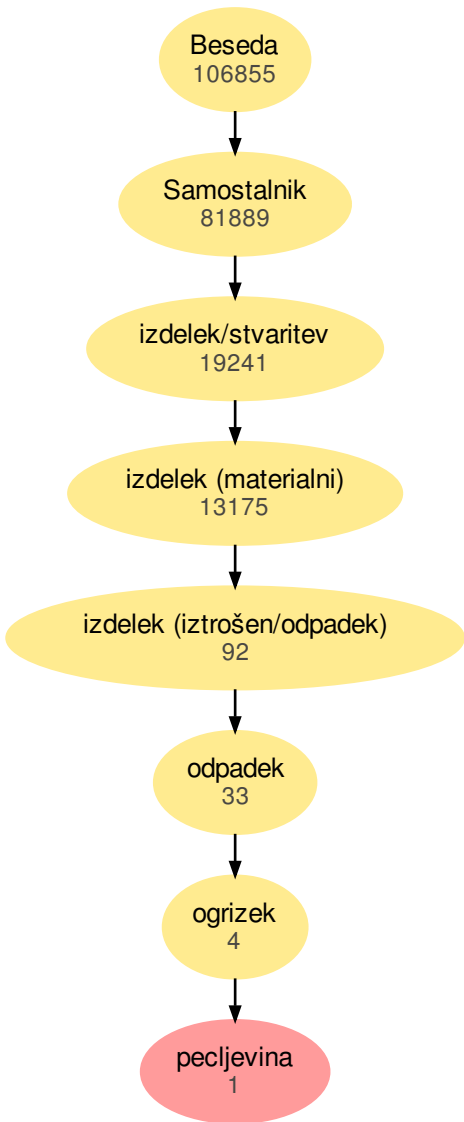 Beseda
106855
Samostalnik
81889
izdelek/stvaritev
19241
izdelek (materialni)
13175
izdelek (iztrošen/odpadek)
92
odpadek
33
ogrizek
4
pecljevina
1